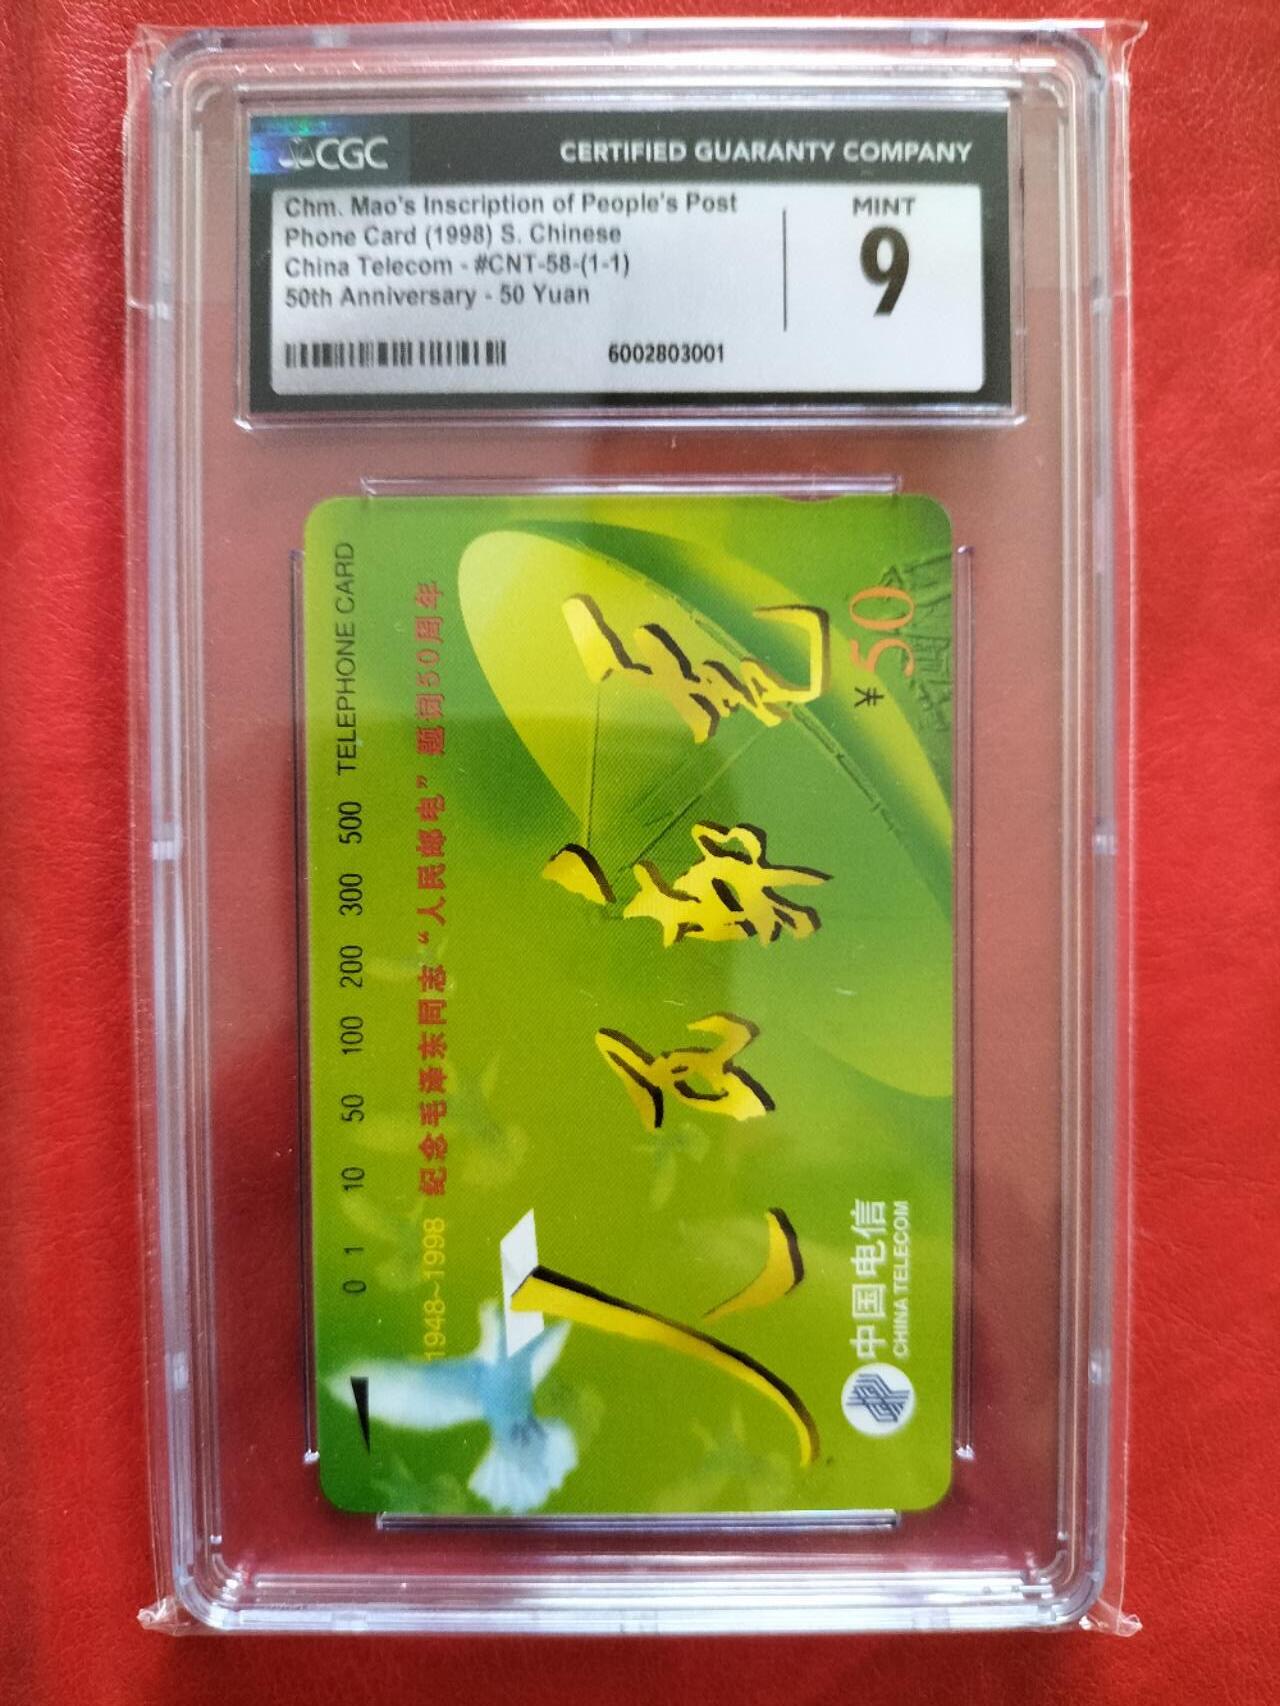 CGC
CERTIFIED GUARANTY COMPANY
Chm. Mao's Inscription of People's Post
Phone Card (1998) S. Chinese
China Telecom - #CNT-58-(1-1)
50th Anniversary - 50 Yuan
MINT
9
6002803001
0 1 10 50 100 200 300 500 TELEPHONE CARD
1948~1998 纪念毛泽东同志“人民邮电”题词50周年
人民邮电
¥50
中国电信
CHINA TELECOM